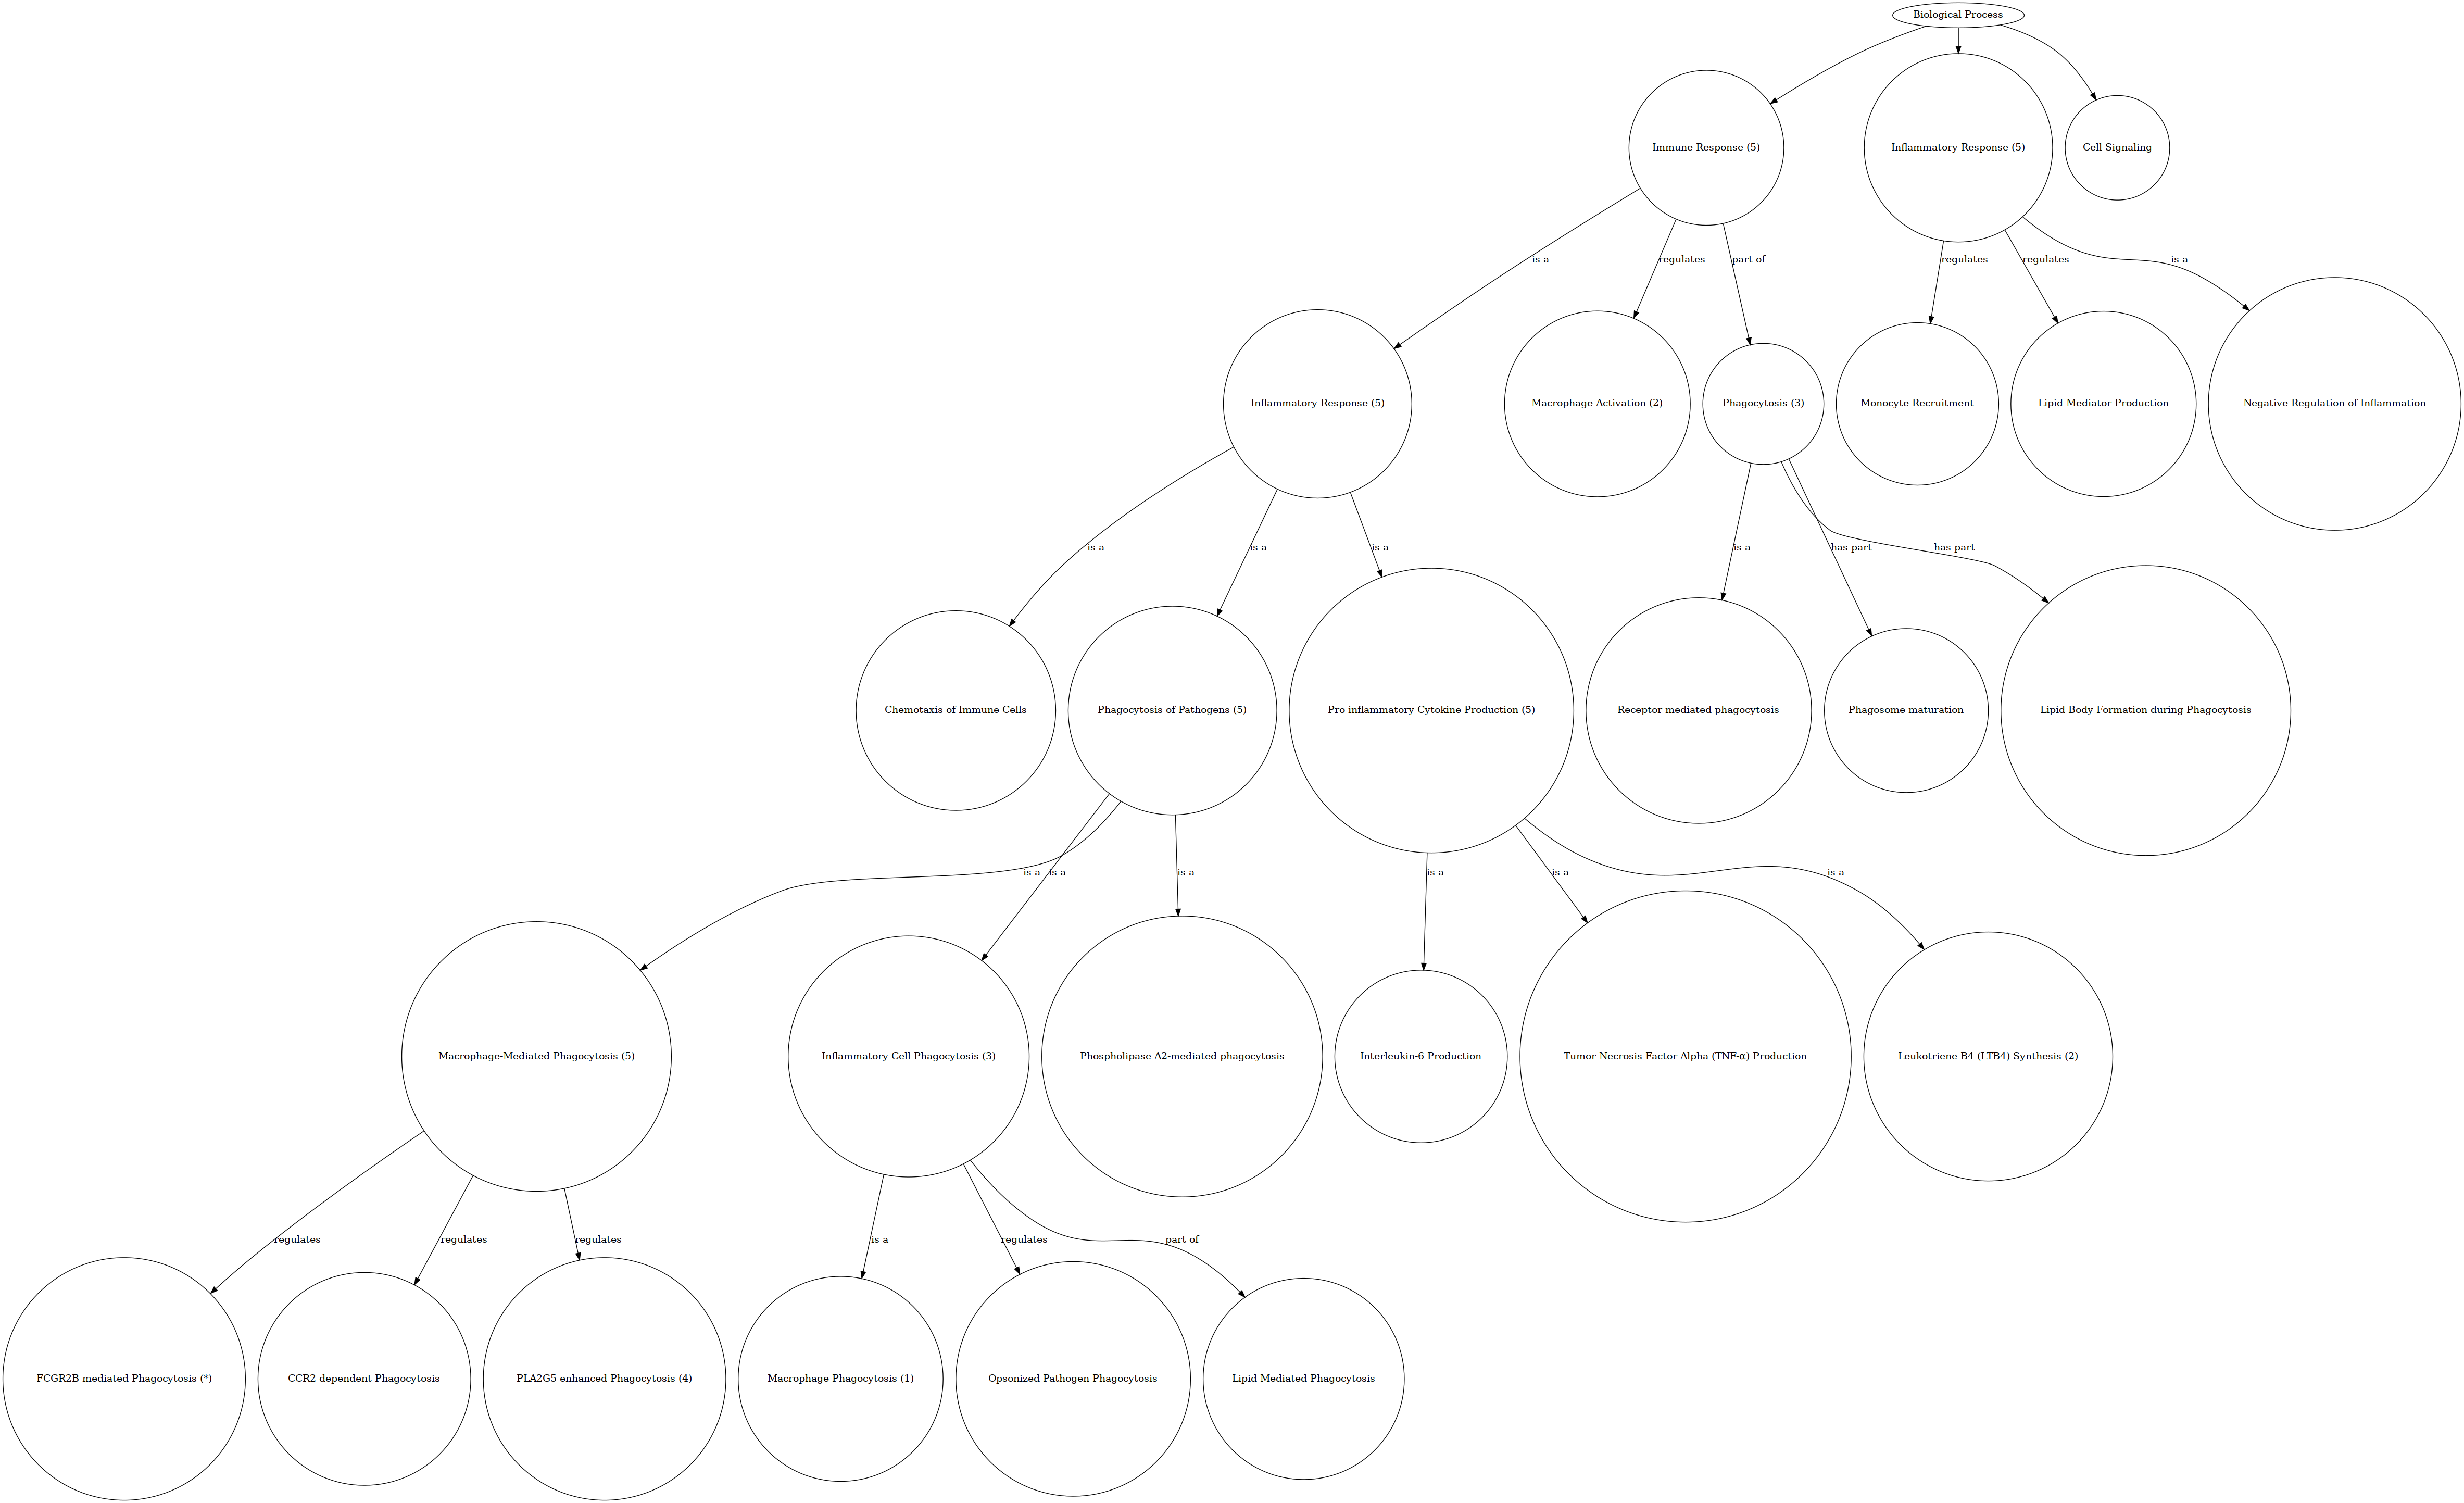 Biological Process
Immune Response (5)
Inflammatory Response (5)
Cell Signaling
is a
regulates
part of
regulates
regulates
is a
Inflammatory Response (5)
Macrophage Activation (2)
Phagocytosis (3)
Monocyte Recruitment
Lipid Mediator Production
Negative Regulation of Inflammation
is a
is a
is a
is a
has part
has part
Chemotaxis of Immune Cells
Phagocytosis of Pathogens (5)
Pro-inflammatory Cytokine Production (5)
Receptor-mediated phagocytosis
Phagosome maturation
Lipid Body Formation during Phagocytosis
is a
is a
is a
is a
is a
is a
Macrophage-Mediated Phagocytosis (5)
Inflammatory Cell Phagocytosis (3)
Phospholipase A2-mediated phagocytosis
Interleukin-6 Production
Tumor Necrosis Factor Alpha (TNF-α) Production
Leukotriene B4 (LTB4) Synthesis (2)
regulates
regulates
regulates
is a
regulates
part of
FCGR2B-mediated Phagocytosis (*)
CCR2-dependent Phagocytosis
PLA2G5-enhanced Phagocytosis (4)
Macrophage Phagocytosis (1)
Opsonized Pathogen Phagocytosis
Lipid-Mediated Phagocytosis